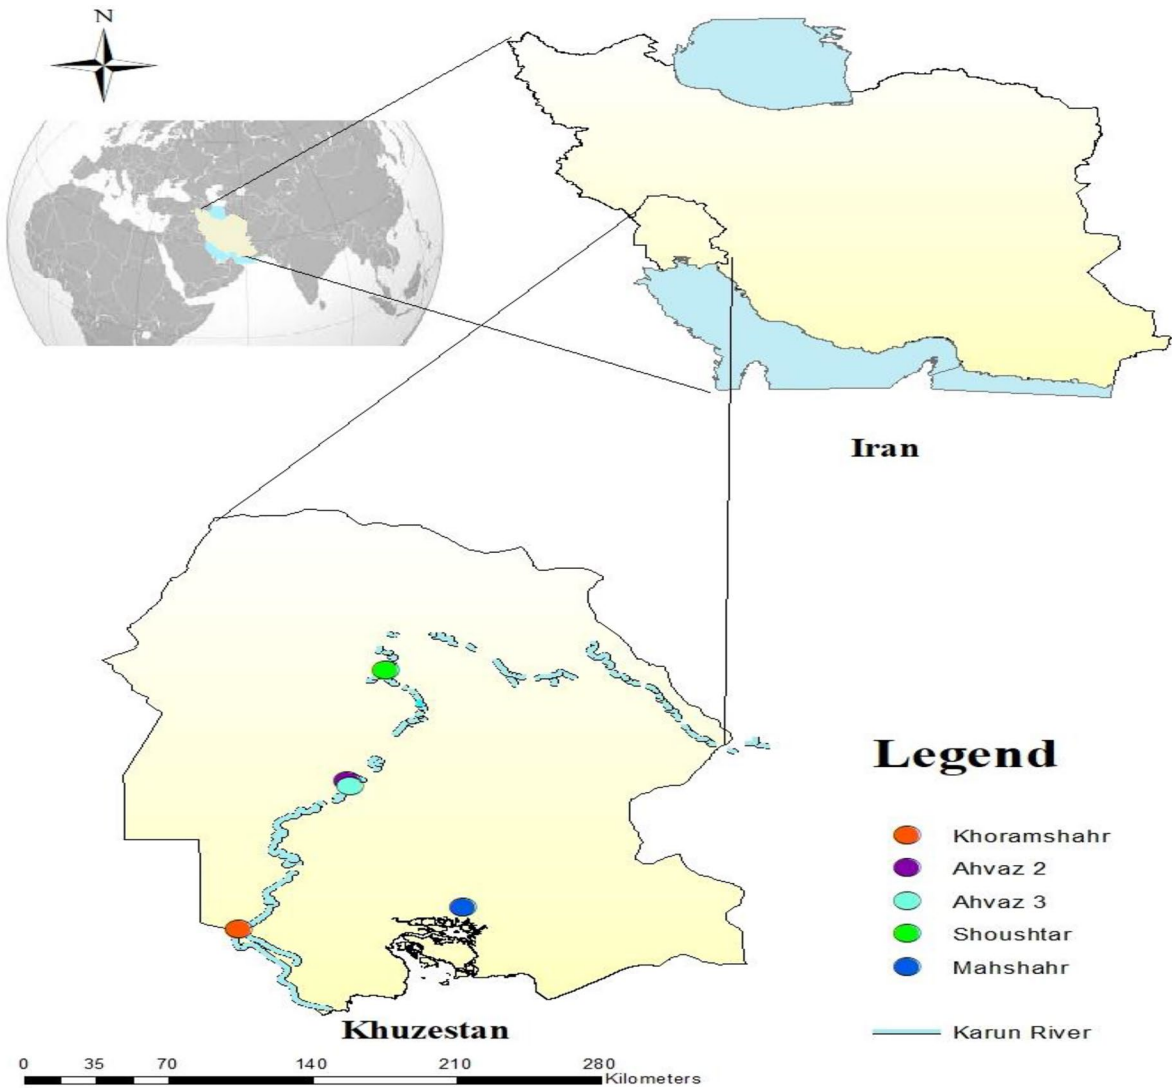 N
Iran
Legend
Khoramshahr
Ahvaz 2
Ahvaz 3
Shoushtar
Mahshahr
Karun River
Khuzestan
0 35 70 140 210 280
Kilometers